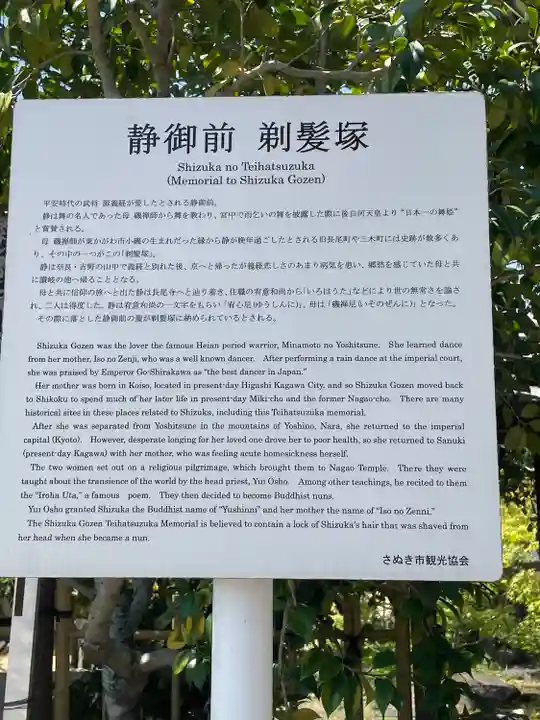 静御前 剃髪塚
Shizuka no Teihatsuzuka
(Memorial to Shizuka Gozen)
平安時代の武将 源義経が愛したとされる静御前。
静は舞の名人であった母 磯禅師から舞を教わり、宮中で雨乞いの舞を披露した際に後白河天皇より“日本一の舞姫”
と賞賛される。
母 磯禅師が東かがわ市小磯の生まれだった縁から静が晩年過ごしたとされる旧長尾町や三木町には史跡が数多くあ
り、その中の一つがこの「剃髪塚」。
静は奈良・吉野の山中で義経と別れた後、京へと帰ったが義経恋しさのあまり病気を患い、郷愁を感じていた母と共
に讃岐の地へ帰ることとなる。
母と共に信仰の旅へと出た静は長尾寺へと辿り着き、住職の宥意和尚から「いろはうた」などにより世の無常さを諭さ
れ、二人は得度した。静は宥意和尚の一文字をもらい「宥心尼(ゆうしんに)」、母は「磯禅尼(いそのぜんに)」となった。
その際に落とした静御前の髪が剃髪塚に納められているとされる。
Shizuka Gozen was the lover the famous Heian period warrior, Minamoto no Yoshitsune. She learned dance
from her mother, Iso no Zenji, who was a well known dancer. After performing a rain dance at the imperial court,
she was praised by Emperor Go-Shirakawa as “the best dancer in Japan.”
Her mother was born in Koiso, located in present-day Higashi Kagawa City, and so Shizuka Gozen moved back
to Shikoku to spend much of her later life in present-day Miki-cho and the former Nagao-cho. There are many
historical sites in these places related to Shizuka, including this Teihatsuzuka memorial.
After she was separated from Yoshitsune in the mountains of Yoshino, Nara, she returned to the imperial
capital (Kyoto). However, desperate longing for her loved one drove her to poor health, so she returned to Sanuki
(present-day Kagawa) with her mother, who was feeling acute homesickness herself.
The two women set out on a religious pilgrimage, which brought them to Nagao Temple. There they were
taught about the transience of the world by the head priest, Yui Osho. Among other teachings, he recited to them
the “Iroha Uta,” a famous poem. They then decided to become Buddhist nuns.
Yui Osho granted Shizuka the Buddhist name of “Yushinni” and her mother the name of “Iso no Zenni.”
The Shizuka Gozen Teihatsuzuka Memorial is believed to contain a lock of Shizuka's hair that was shaved from
her head when she became a nun.
さぬき市観光協会